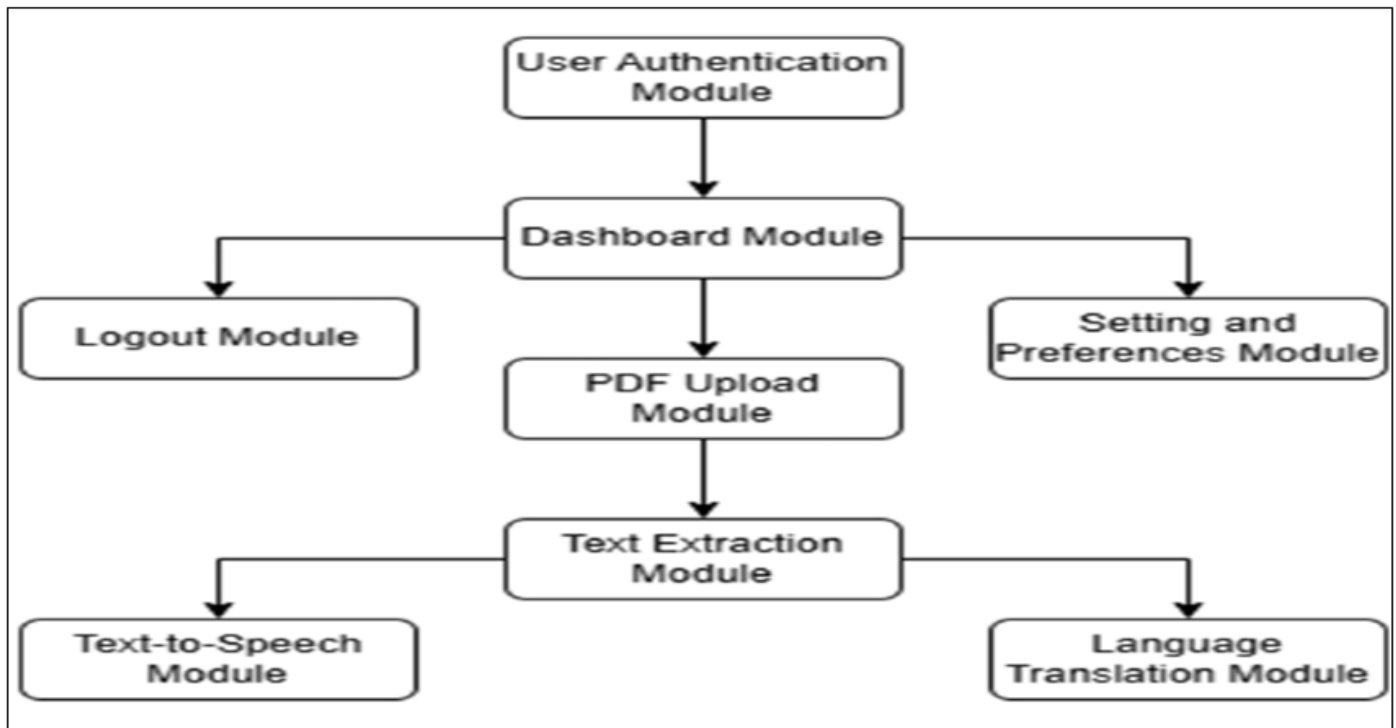 User Authentication
Module
Dashboard Module
Logout Module
Setting and
Preferences Module
PDF Upload
Module
Text Extraction
Module
Text-to-Speech
Module
Language
Translation Module